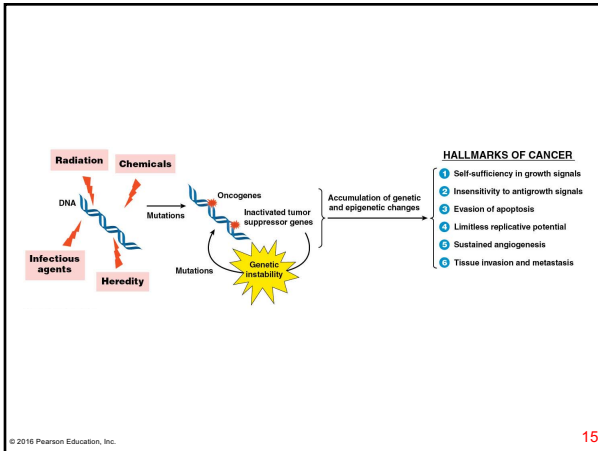 Radiation
Chemicals
DNA
Infectious
agents
Heredity
Mutations
Oncogenes
Inactivated tumor
suppressor genes
Mutations
Genetic
instability
Accumulation of genetic
and epigenetic changes
HALLMARKS OF CANCER
1 Self-sufficiency in growth signals
2 Insensitivity to antigrowth signals
3 Evasion of apoptosis
4 Limitless replicative potential
5 Sustained angiogenesis
6 Tissue invasion and metastasis
© 2016 Pearson Education, Inc.
15